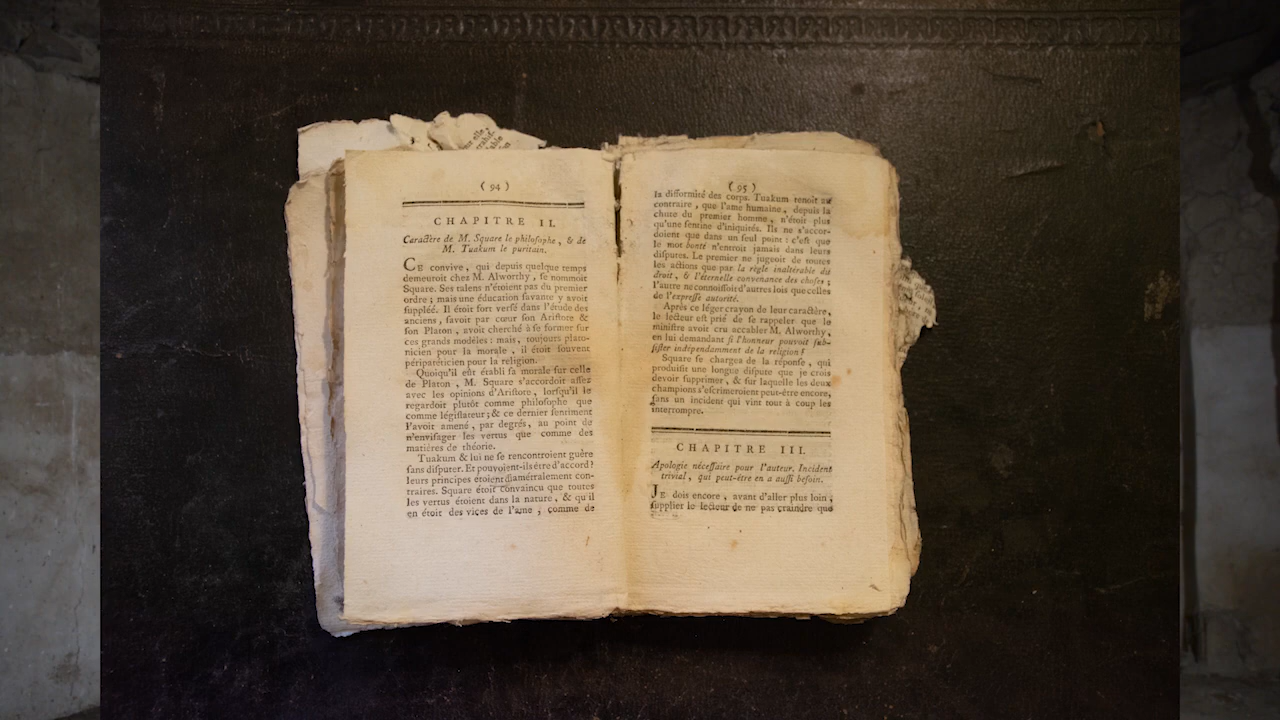 ( 94 )
CHAPITRE II.
Caractère de M. Square le philosophe, & de
M. Tuakum le puritain.
CE convive, qui depuis quelque temps
demeuroit chez M. Alworthy, ſe nommoit
Square. Ses talens n'étoient pas du premier
ordre ; mais une éducation ſavante y avoit
ſuppléé. Il étoit fort verſé dans l'étude des
anciens, ſavoit par cœur ſon Ariſtote &
ſon Platon, avoit cherché à ſe former ſur
ces grands modèles : mais, toujours plato-
nicien pour la morale, il étoit ſouvent
péripatéticien pour la religion.
Quoiqu'il eût établi ſa morale ſur celle
de Platon, M. Square s'accordoit aſſez
avec les opinions d'Ariſtote, lorſqu'il le
regardoit plutôt comme philoſophe que
comme légiſlateur ; & ce dernier ſentiment
l'avoit amené, par degrés, au point de
n'enviſager les vertus que comme des
matières de théorie.
Tuakum & lui ne ſe rencontroient guère
ſans diſputer. Et pouvoient-ils être d'accord ?
leurs principes étoient diamétralement con-
traires. Square étoit convaincu que toutes
les vertus étoient dans la nature, & qu'il
en étoit des vices de l'ame ; comme de
( 95 )
la difformité des corps. Tuakum tenoit au
contraire, que l'ame humaine, depuis la
chute du premier homme, n'étoit plus
qu'une ſentine d'iniquités. Ils ne s'accor-
doient que dans un ſeul point : c'eſt que
le mot bonté n'entroit jamais dans leurs
diſputes. Le premier ne jugeoit de toutes
les actions que par la règle inaltérable du
droit, & l'éternelle convenance des choſes ;
l'autre ne connoiſſoit d'autres lois que celles
de l'expreſſe autorité.
Après ce léger crayon de leur caractère,
le lecteur eſt prié de ſe rappeler que le
miniſtre avoit cru accabler M. Alworthy,
en lui demandant ſi l'honneur pouvoit ſub-
ſiſter indépendamment de la religion ?
Square ſe chargea de la réponſe, qui
produiſit une longue diſpute que je crois
devoir ſupprimer, & ſur laquelle les deux
champions s'eſcrimeroient peut-être encore,
ſans un incident qui vint tout à coup les
interrompre.
CHAPITRE III.
Apologie néceſſaire pour l'auteur. Incident
trivial, qui peut-être en a auſſi beſoin.
JE dois encore, avant d'aller plus loin,
ſupplier le lecteur de ne pas craindre que